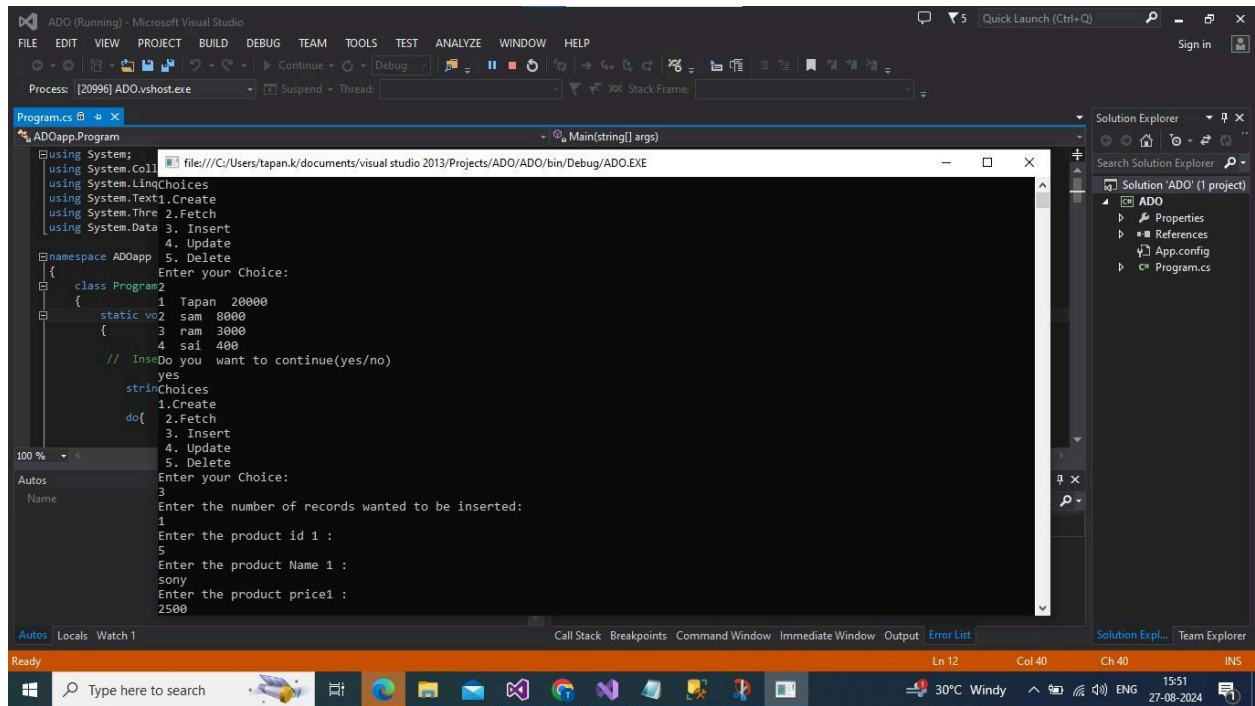 ADO (Running) - Microsoft Visual Studio
5
Quick Launch (Ctrl+Q)
FILE EDIT VIEW PROJECT BUILD DEBUG TEAM TOOLS TEST ANALYZE WINDOW HELP
Sign in
Continue
Debug
Process: [20996] ADO.vshost.exe
Suspend
Thread:
Stack Frame:
Program.cs
ADOapp.Program
Main(string[] args)
using System;
using System.Coll
using System.Linq
using System.Text
using System.Thre
using System.Data
namespace ADOapp
{
class Program
{
static vo
{
// Inse
strin
do{
100 %
file:///C:/Users/tapan.k/documents/visual studio 2013/Projects/ADO/ADO/bin/Debug/ADO.EXE
Choices
1.Create
2.Fetch
3. Insert
4. Update
5. Delete
Enter your Choice:
2
1 Tapan 20000
2 sam 8000
3 ram 3000
4 sai 400
Do you want to continue(yes/no)
yes
Choices
1.Create
2.Fetch
3. Insert
4. Update
5. Delete
Enter your Choice:
3
Enter the number of records wanted to be inserted:
1
Enter the product id 1 :
5
Enter the product Name 1 :
sony
Enter the product price1 :
2500
Solution Explorer
Search Solution Explorer
Solution 'ADO' (1 project)
ADO
Properties
References
App.config
Program.cs
Autos
Name
Autos Locals Watch 1
Call Stack Breakpoints Command Window Immediate Window Output Error List
Solution Expl... Team Explorer
Ready
Ln 12 Col 40 Ch 40 INS
Type here to search
30°C Windy
ENG
15:51
27-08-2024